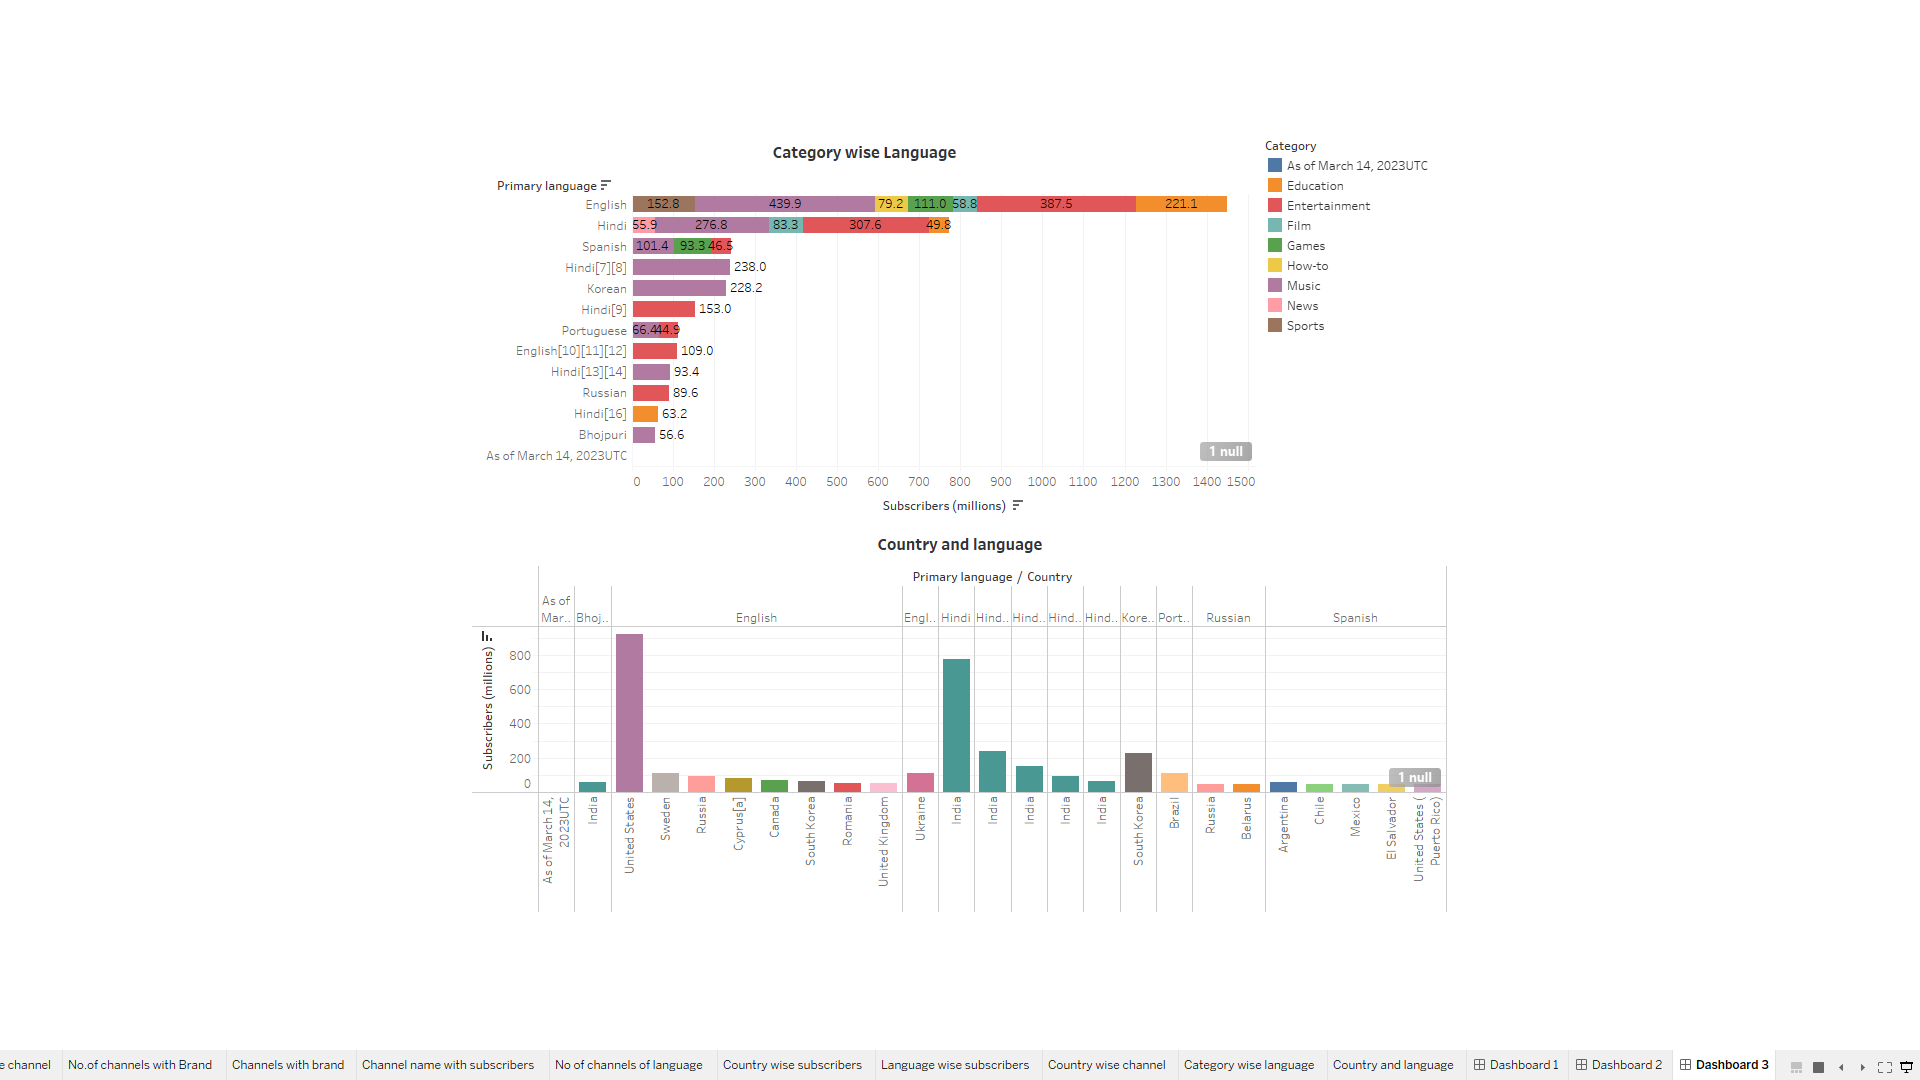 Category wise Language
Category
As of March 14, 2023UTC
Education
Entertainment
Film
Games
How-to
Music
News
Sports
Primary language
English 152.8 439.9 79.2 111.0 58.8 387.5 221.1
Hindi 55.9 276.8 83.3 307.6 49.8
Spanish 101.4 93.3 46.5
Hindi[7][8] 238.0
Korean 228.2
Hindi[9] 153.0
Portuguese 66.4 44.9
English[10][11][12] 109.0
Hindi[13][14] 93.4
Russian 89.6
Hindi[16] 63.2
Bhojpuri 56.6
As of March 14, 2023UTC
1 null
0 100 200 300 400 500 600 700 800 900 1000 1100 1200 1300 1400 1500
Subscribers (millions)
Country and language
Primary language / Country
As of
Mar.. Bhoj.. English Engl.. Hindi Hind.. Hind.. Hind.. Hind.. Kore.. Port.. Russian Spanish
Subscribers (millions)
800
600
400
200
0
1 null
As of March 14,
2023UTC
India
United States
Sweden
Russia
Cyprus[a]
Canada
South Korea
Romania
United Kingdom
Ukraine
India
India
India
India
India
South Korea
Brazil
Russia
Belarus
Argentina
Chile
Mexico
El Salvador
United States (
Puerto Rico)
e channel No.of channels with Brand Channels with brand Channel name with subscribers No of channels of language Country wise subscribers Language wise subscribers Country wise channel Category wise language Country and language Dashboard 1 Dashboard 2 Dashboard 3